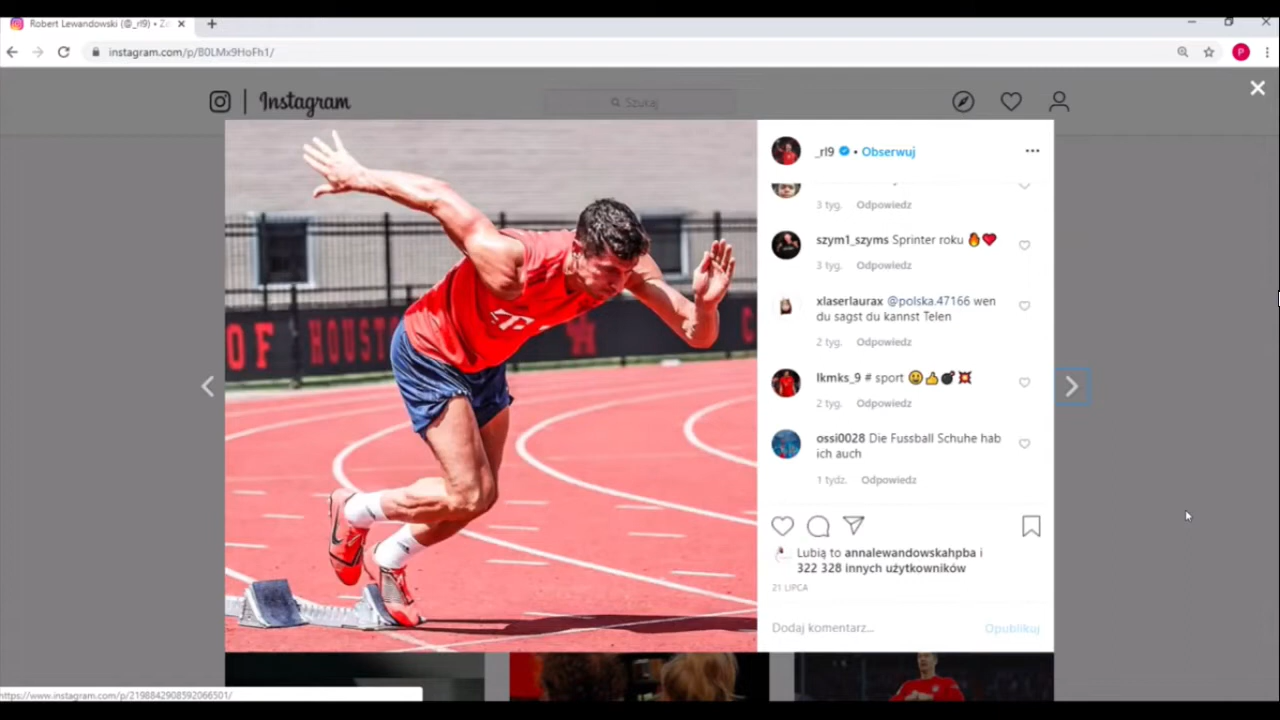 Robert Lewandowski (@_rl9) •
instagram.com/p/B0LMx9HoFh1/
P
Instagram
Szukaj
_rl9 • Obserwuj
3 tyg. Odpowiedz
szym1_szyms Sprinter roku 🔥❤️
3 tyg. Odpowiedz
xlaserlaurax @polska.47166 wen
du sagst du kannst Telen
2 tyg. Odpowiedz
lkmks_9 # sport 😃👍💣💥
2 tyg. Odpowiedz
ossi0028 Die Fussball Schuhe hab
ich auch
1 tydz. Odpowiedz
Lubią to annalewandowskahpba i
322 328 innych użytkowników
21 LIPCA
Dodaj komentarz...
Opublikuj
OF HOUSTON
T
https://www.instagram.com/p/2198842908592066501/